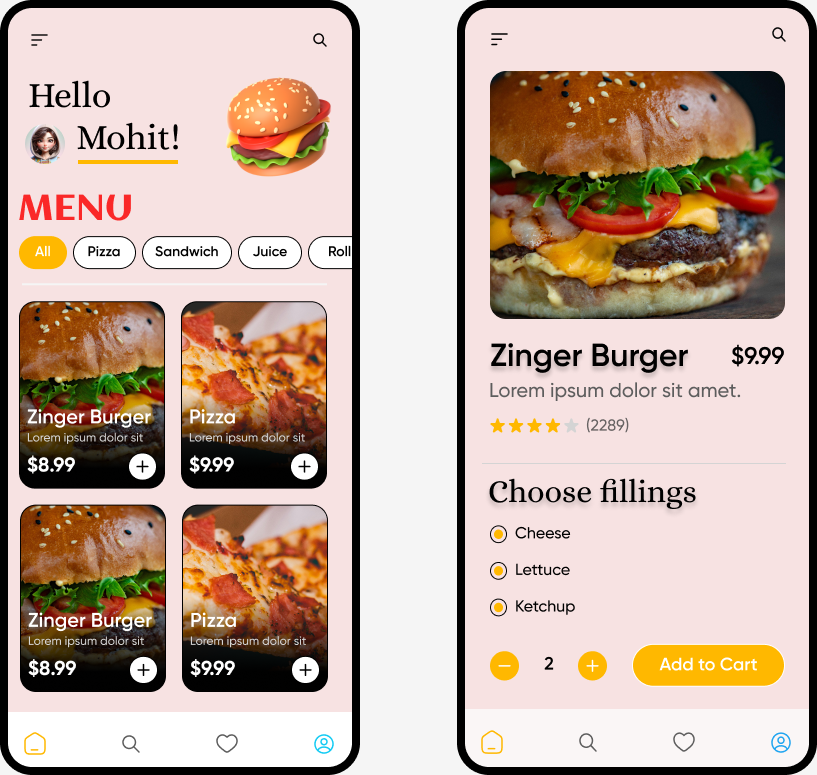 Hello
Mohit!
MENU
All Pizza Sandwich Juice Roll
Zinger Burger
Lorem ipsum dolor sit
$8.99
Pizza
Lorem ipsum dolor sit
$9.99
Zinger Burger
Lorem ipsum dolor sit
$8.99
Pizza
Lorem ipsum dolor sit
$9.99
Zinger Burger $9.99
Lorem ipsum dolor sit amet.
(2289)
Choose fillings
Cheese
Lettuce
Ketchup
2 Add to Cart